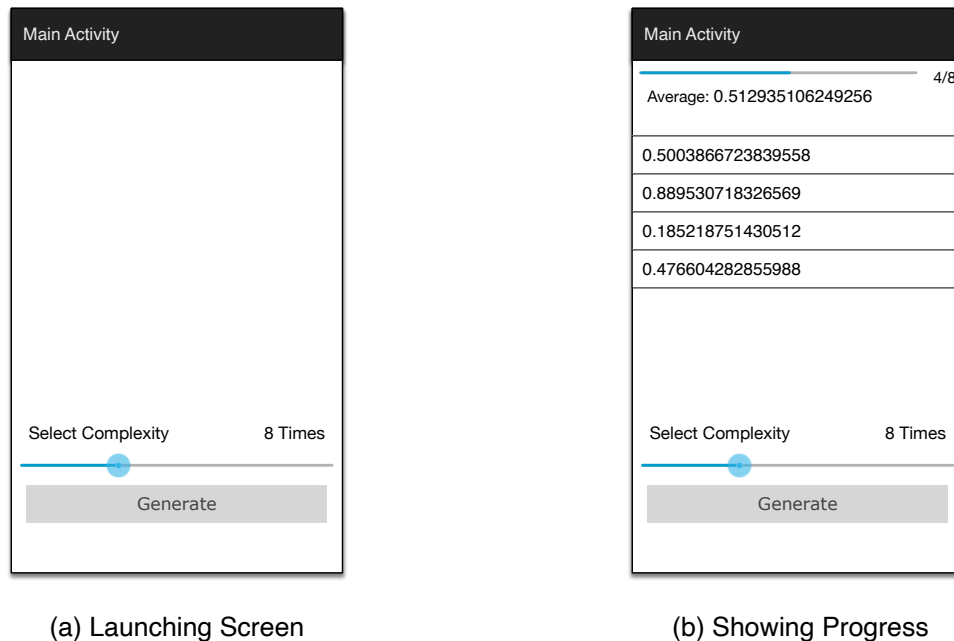 Main Activity
Select Complexity 8 Times
Generate
(a) Launching Screen
Main Activity
4/8
Average: 0.512935106249256
0.5003866723839558
0.889530718326569
0.185218751430512
0.476604282855988
Select Complexity 8 Times
Generate
(b) Showing Progress